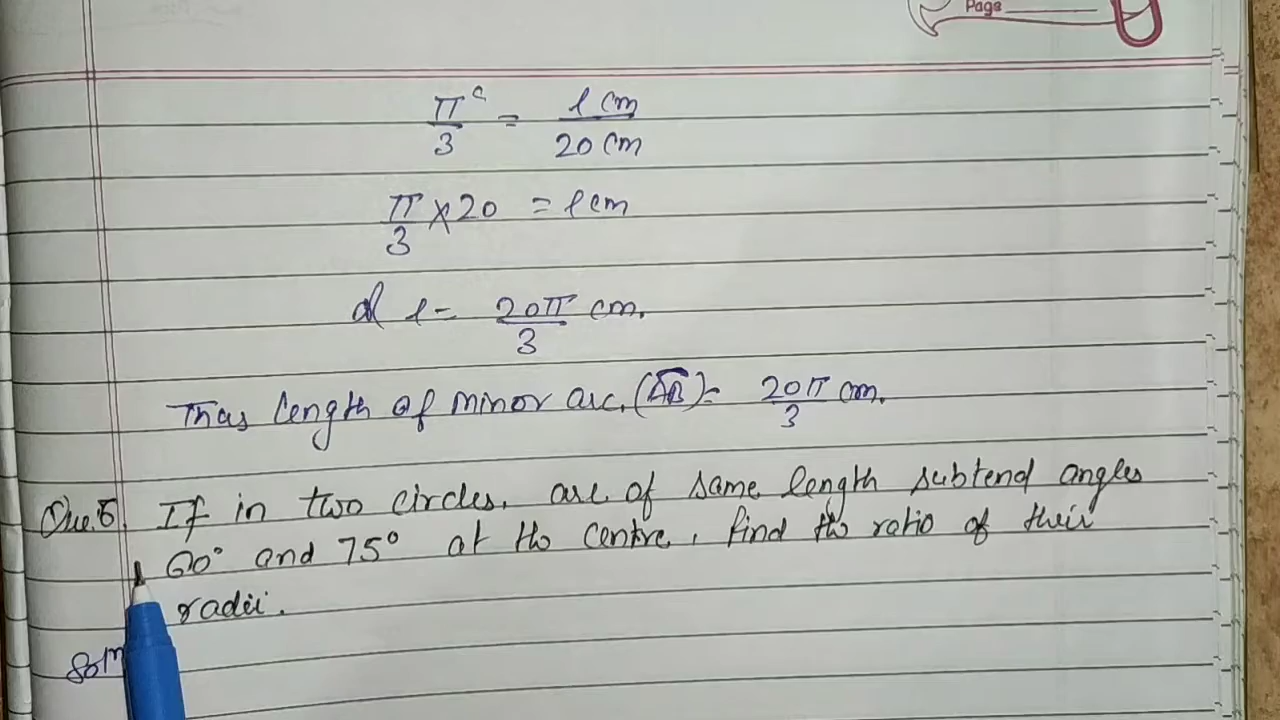 Page
π^c/3 = l cm/20 cm
π/3 × 20 = l cm
l = 20π/3 cm.
Thus length of minor arc. (AB) = 20π/3 cm.
Que.5 If in two circles, arc of same length subtend angles
60° and 75° at the centre, find the ratio of their
radii.
Soln